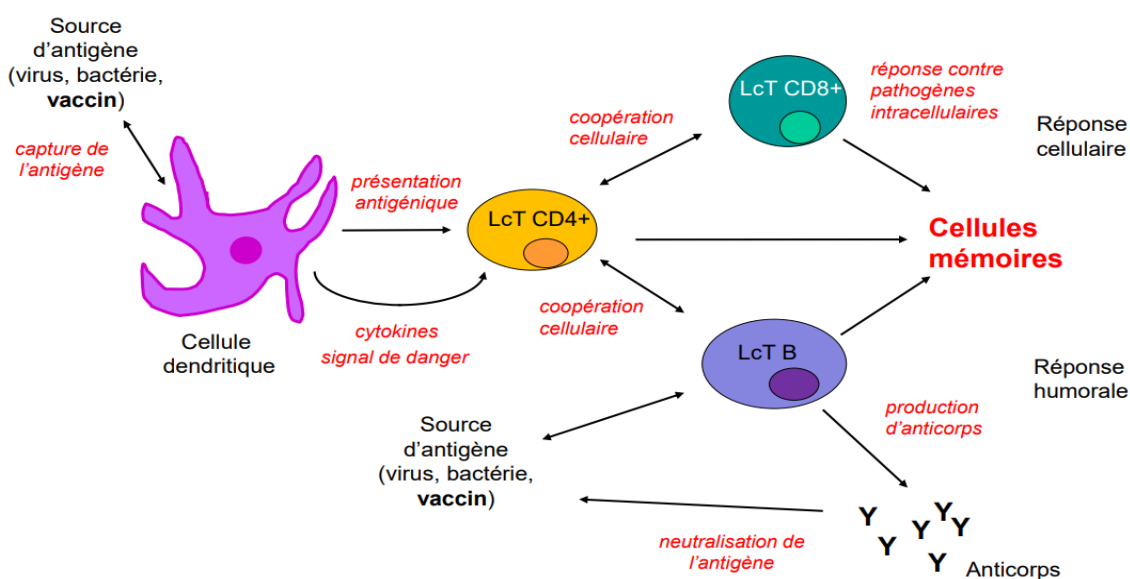 Source
d'antigène
(virus, bactérie,
vaccin)
capture de
l'antigène
Cellule
dendritique
présentation
antigénique
cytokines
signal de danger
LcT CD4+
coopération
cellulaire
coopération
cellulaire
LcT CD8+
réponse contre
pathogènes
intracellulaires
Réponse
cellulaire
Cellules
mémoires
LcT B
Réponse
humorale
production
d'anticorps
Source
d'antigène
(virus, bactérie,
vaccin)
neutralisation de
l'antigène
Y Y Y Y Y Y
Anticorps